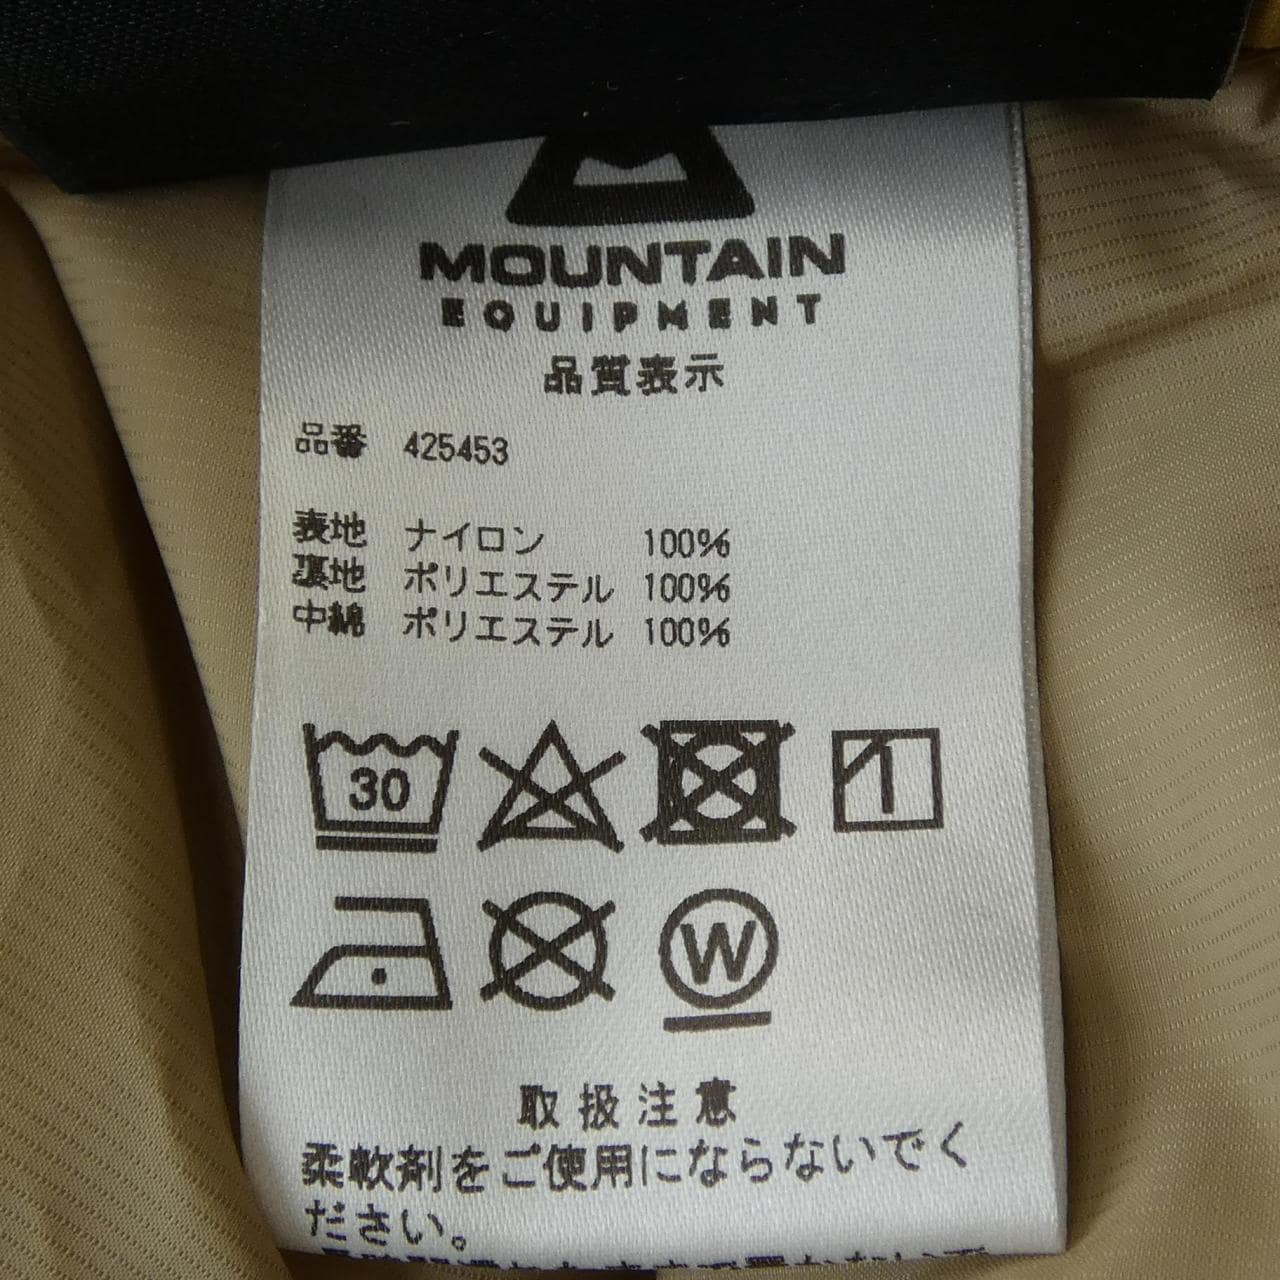 MOUNTAIN
EQUIPMENT
品質表示
品番 425453
表地 ナイロン 100%
裏地 ポリエステル 100%
中綿 ポリエステル 100%
30
1
W
取扱注意
柔軟剤をご使用にならないでく
ださい。